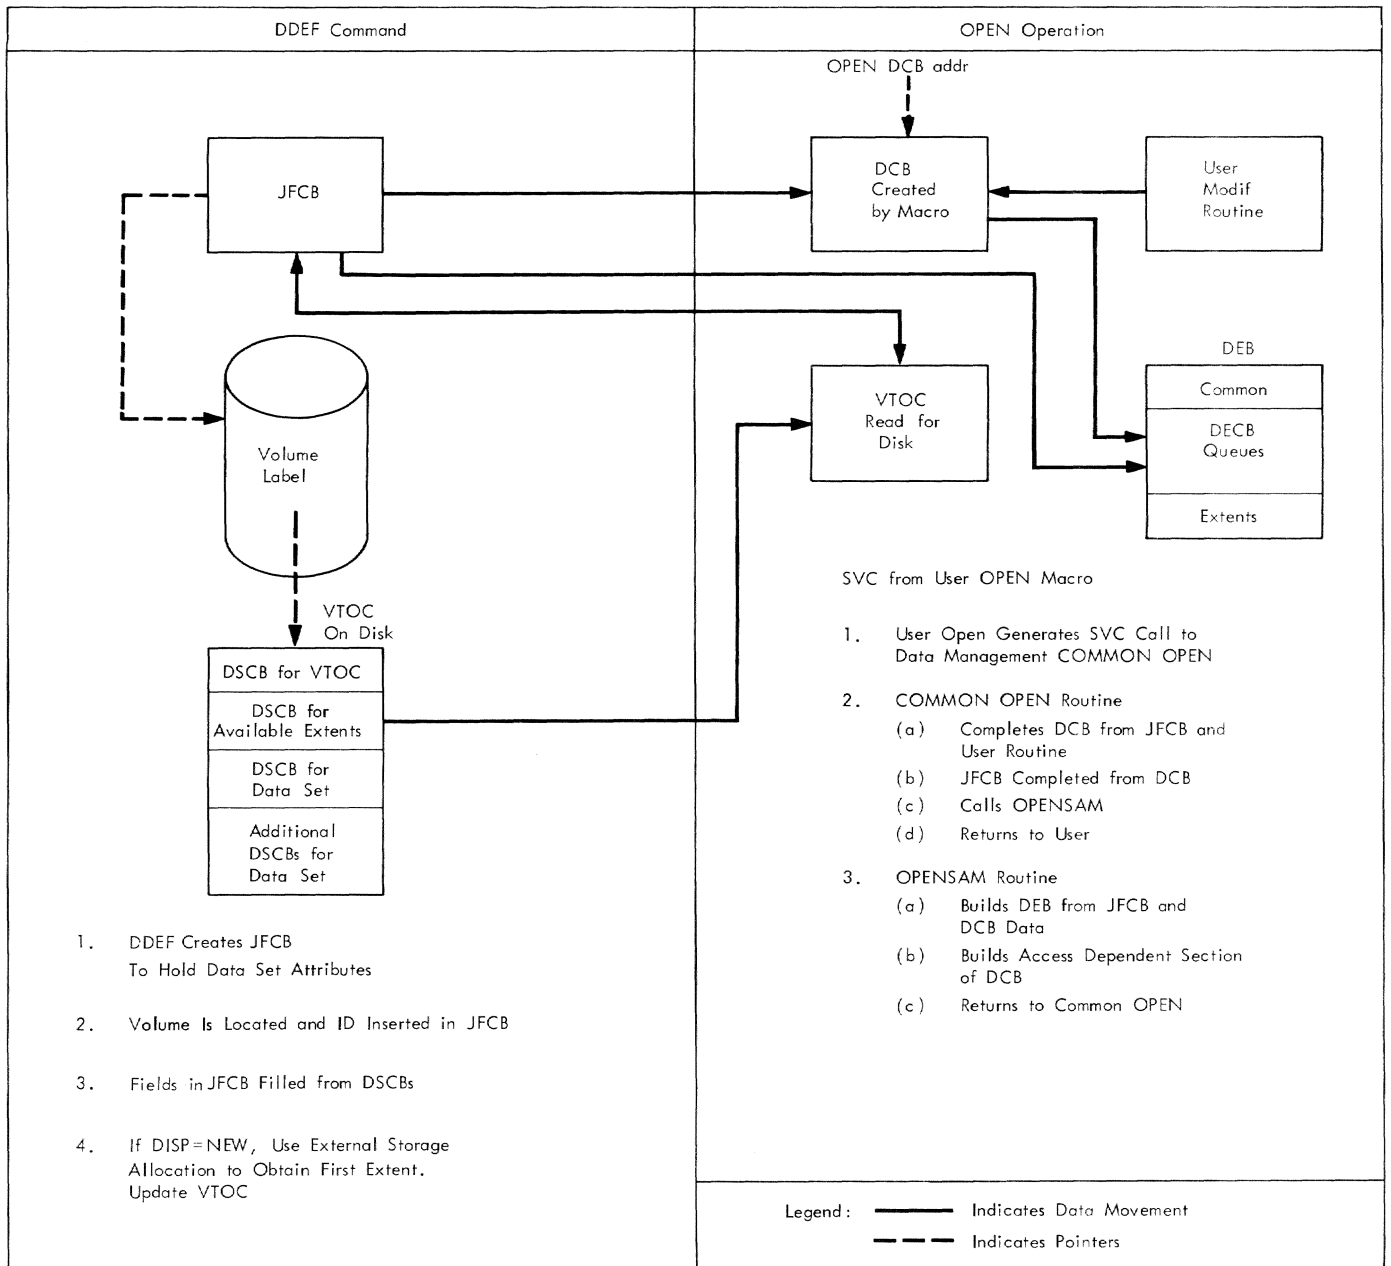 DDEF Command
OPEN Operation
OPEN DCB addr
JFCB
DCB
Created
by Macro
User
Modif
Routine
Volume
Label
VTOC
Read for
Disk
DEB
Common
DECB
Queues
Extents
VTOC
On Disk
DSCB for VTOC
DSCB for
Available Extents
DSCB for
Data Set
Additional
DSCBs for
Data Set
1. DDEF Creates JFCB
To Hold Data Set Attributes
2. Volume Is Located and ID Inserted in JFCB
3. Fields in JFCB Filled from DSCBs
4. If DISP=NEW, Use External Storage
Allocation to Obtain First Extent.
Update VTOC
SVC from User OPEN Macro
1. User Open Generates SVC Call to
Data Management COMMON OPEN
2. COMMON OPEN Routine
(a) Completes DCB from JFCB and
User Routine
(b) JFCB Completed from DCB
(c) Calls OPENSAM
(d) Returns to User
3. OPENSAM Routine
(a) Builds DEB from JFCB and
DCB Data
(b) Builds Access Dependent Section
of DCB
(c) Returns to Common OPEN
Legend: Indicates Data Movement
Indicates Pointers